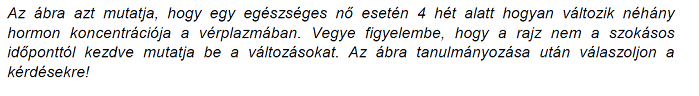 Az ábra azt mutatja, hogy egy egészséges nő esetén 4 hét alatt hogyan változik néhány
hormon koncentrációja a vérplazmában. Vegye figyelembe, hogy a rajz nem a szokásos
időponttól kezdve mutatja be a változásokat. Az ábra tanulmányozása után válaszoljon a
kérdésekre!